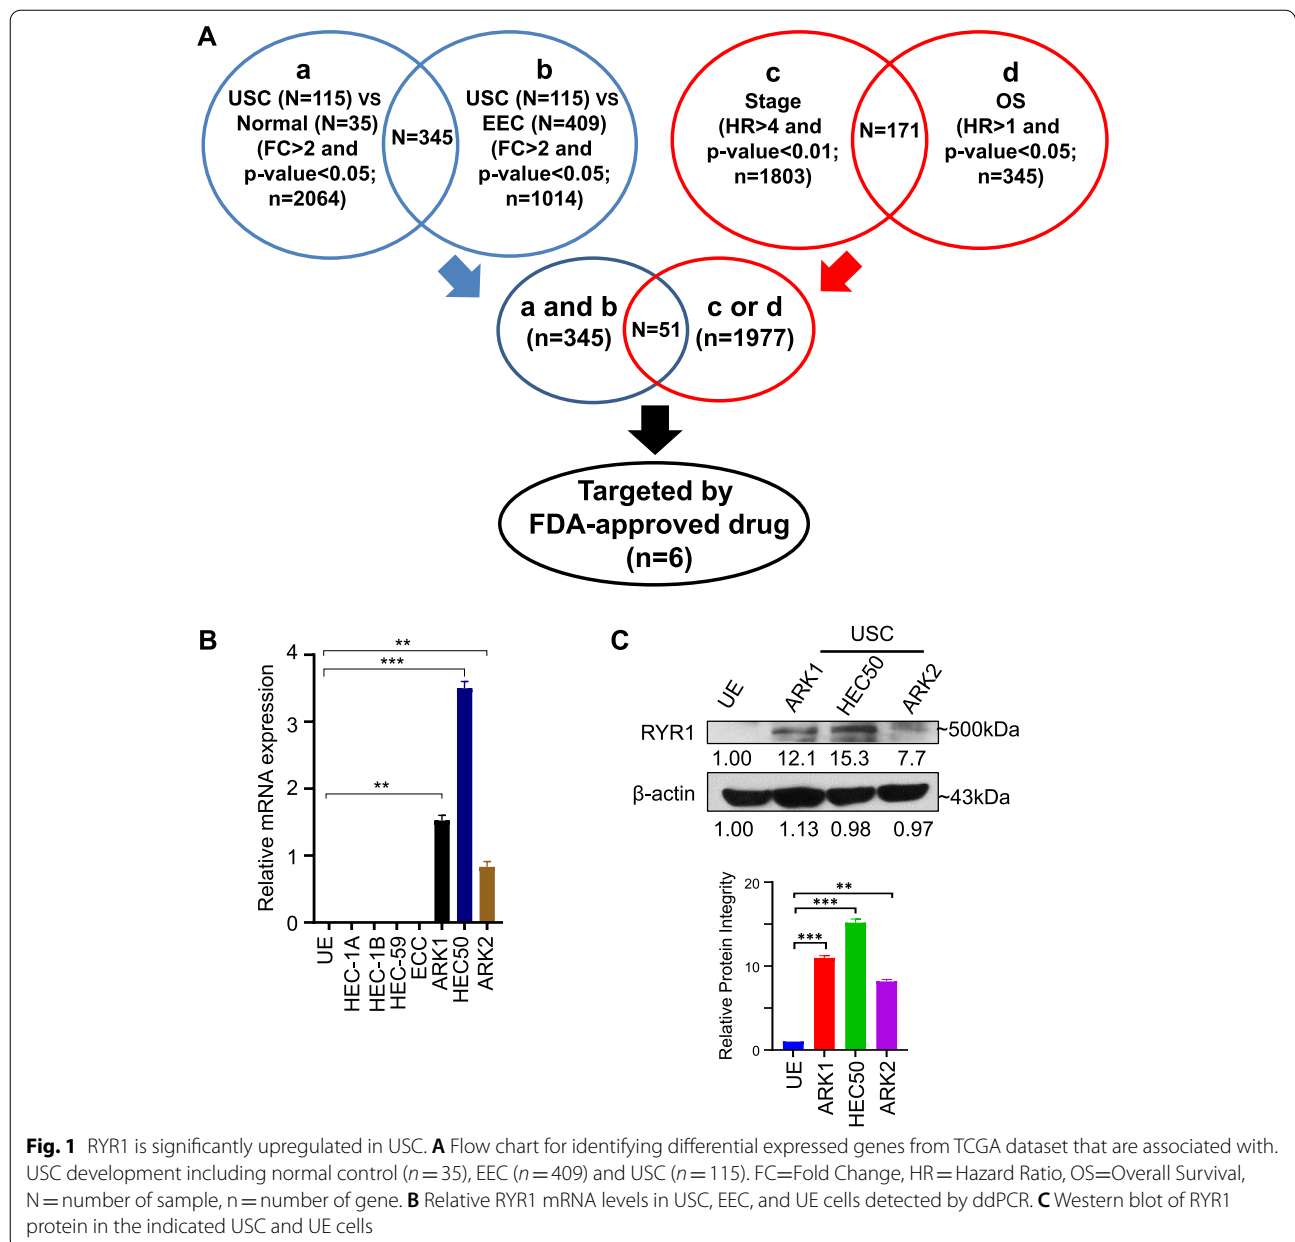 A
a
USC (N=115) VS
Normal (N=35)
(FC>2 and
p-value<0.05;
n=2064)
N=345
b
USC (N=115) VS
EEC (N=409)
(FC>2 and
p-value<0.05;
n=1014)
c
Stage
(HR>4 and
p-value<0.01;
n=1803)
N=171
d
OS
(HR>1 and
p-value<0.05;
n=345)
a and b
(n=345)
N=51
c or d
(n=1977)
Targeted by
FDA-approved drug
(n=6)
B
Relative mRNA expression
4
3
2
1
0
**
***
**
UE
HEC-1A
HEC-1B
HEC-59
ECC
ARK1
HEC50
ARK2
C
USC
UE
ARK1
HEC50
ARK2
RYR1
~500kDa
1.00 12.1 15.3 7.7
β-actin
~43kDa
1.00 1.13 0.98 0.97
Relative Protein Integrity
20
10
0
**
***
***
UE
ARK1
HEC50
ARK2
Fig. 1 RYR1 is significantly upregulated in USC. A Flow chart for identifying differential expressed genes from TCGA dataset that are associated with.
USC development including normal control (n = 35), EEC (n = 409) and USC (n = 115). FC=Fold Change, HR = Hazard Ratio, OS=Overall Survival,
N = number of sample, n = number of gene. B Relative RYR1 mRNA levels in USC, EEC, and UE cells detected by ddPCR. C Western blot of RYR1
protein in the indicated USC and UE cells